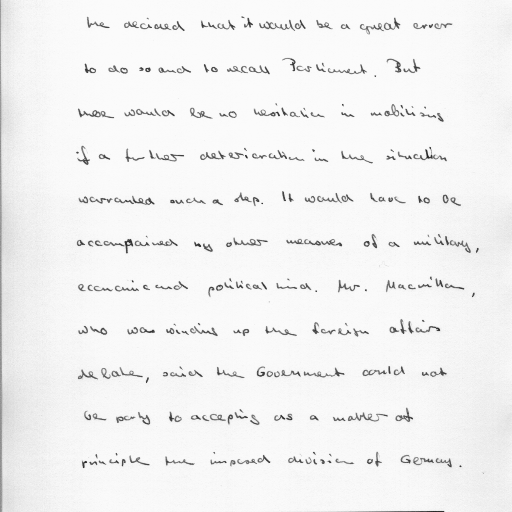 He decided that it would be a great error
to do so and to recall Parliament. But
there would be no hesitation in mobilising
if a further deterioration in the situation
warranted such a step. It would have to be
accompained by other measures of a military,
economic and political kind. Mr. Macmillan,
who was winding up the foreign affairs
debate, said the Government could not
be party to accepting as a matter of
principle the imposed division of Germany.